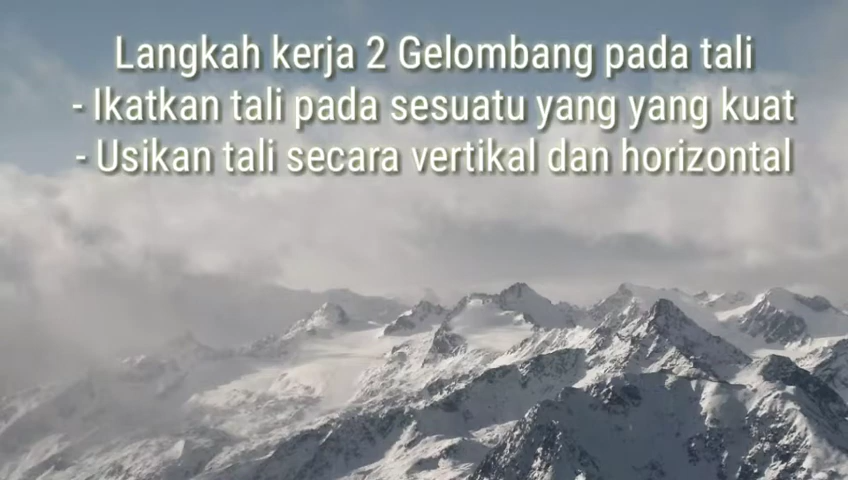 Langkah kerja 2 Gelombang pada tali
- Ikatkan tali pada sesuatu yang yang kuat
- Usikan tali secara vertikal dan horizontal